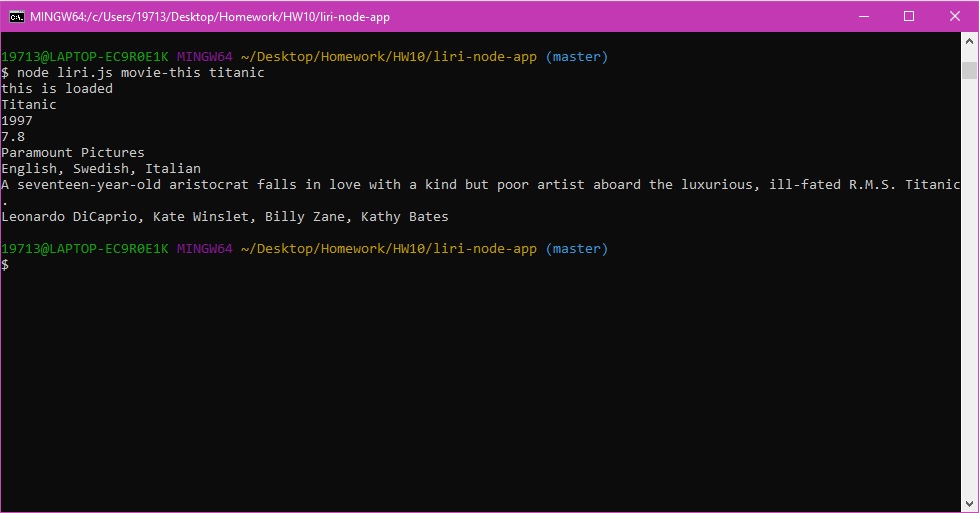 MINGW64:/c/Users/19713/Desktop/Homework/HW10/liri-node-app
19713@LAPTOP-EC9R0E1K MINGW64 ~/Desktop/Homework/HW10/liri-node-app (master)
$ node liri.js movie-this titanic
this is loaded
Titanic
1997
7.8
Paramount Pictures
English, Swedish, Italian
A seventeen-year-old aristocrat falls in love with a kind but poor artist aboard the luxurious, ill-fated R.M.S. Titanic
.
Leonardo DiCaprio, Kate Winslet, Billy Zane, Kathy Bates
19713@LAPTOP-EC9R0E1K MINGW64 ~/Desktop/Homework/HW10/liri-node-app (master)
$